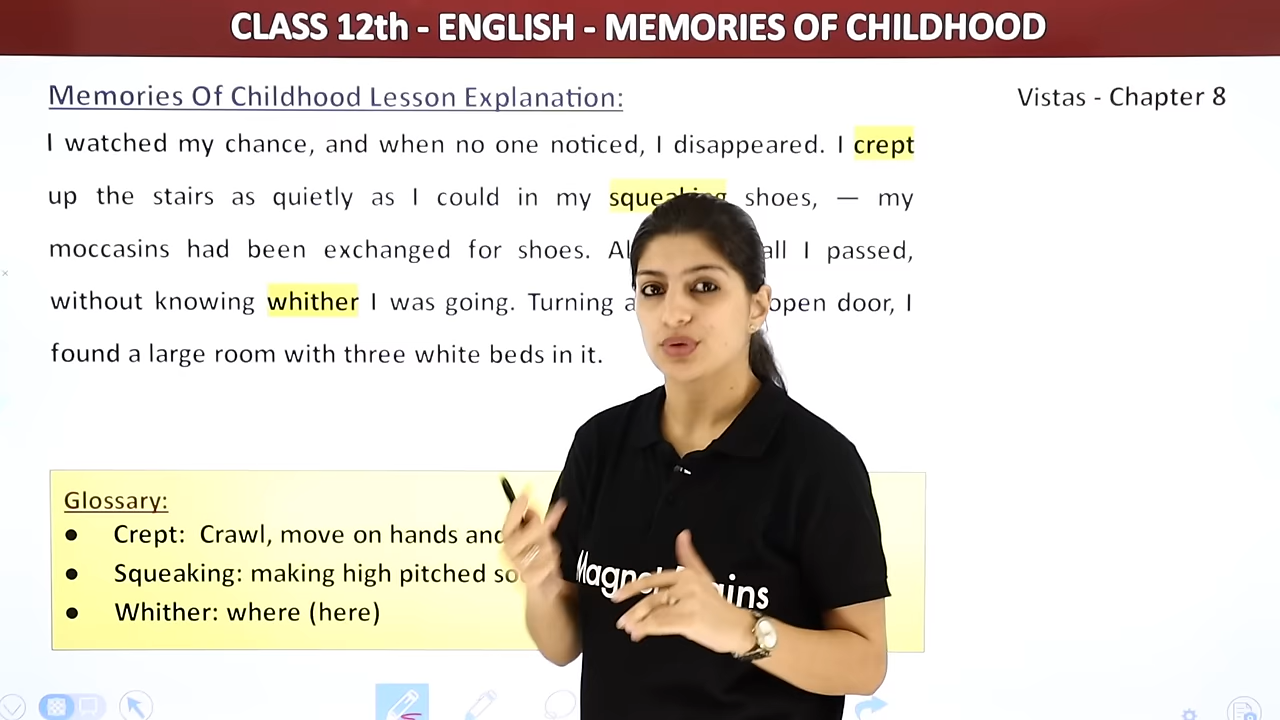 CLASS 12th - ENGLISH - MEMORIES OF CHILDHOOD
Memories Of Childhood Lesson Explanation:
Vistas - Chapter 8
I watched my chance, and when no one noticed, I disappeared. I crept
up the stairs as quietly as I could in my squeaking shoes, — my
moccasins had been exchanged for shoes. all I passed,
without knowing whither I was going. Turning open door, I
found a large room with three white beds in it.
Glossary:
● Crept: Crawl, move on hands and
● Squeaking: making high pitched
● Whither: where (here)
Magnet Brains